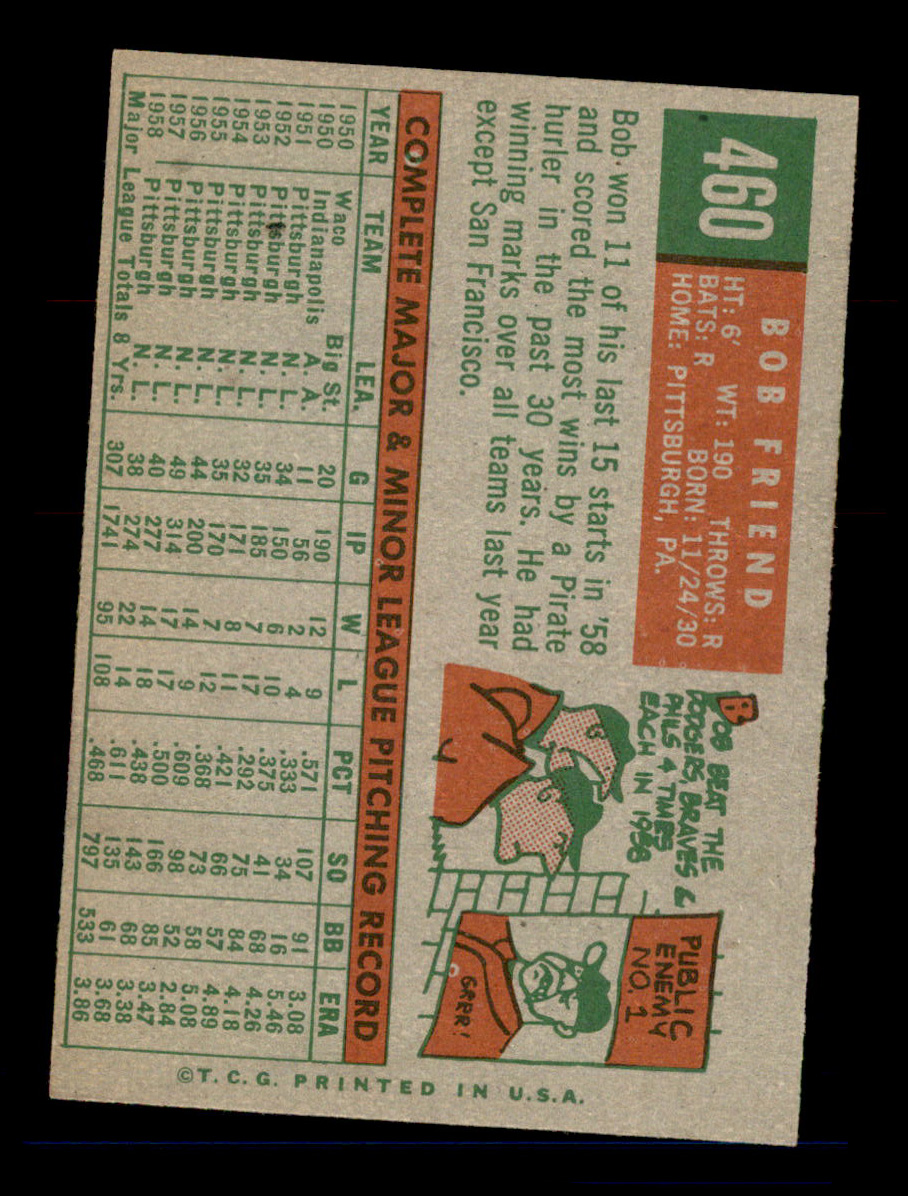 460
BOB FRIEND
HT: 6' WT: 190 THROWS: R
BATS: R BORN: 11/24/30
HOME: PITTSBURGH, PA.
Bob won 11 of his last 15 starts in '58
and scored the most wins by a Pirate
hurler in the past 30 years. He had
winning marks over all teams last year
except San Francisco.
BOB BEAT THE
DODGERS, BRAVES &
PHILS 4 TIMES
EACH IN 1958
PUBLIC
ENEMY
NO. 1
GRRR!
COMPLETE MAJOR & MINOR LEAGUE PITCHING RECORD
YEAR TEAM LEA. G IP W L PCT SO BB ERA
1950 Waco Big St. 20 190 12 9 .571 107 91 3.08
1950 Indianapolis A. A. 11 56 2 4 .333 34 16 5.46
1951 Pittsburgh N. L. 34 150 6 10 .375 41 68 4.26
1952 Pittsburgh N. L. 35 185 7 17 .292 75 84 4.18
1953 Pittsburgh N. L. 32 171 8 11 .421 66 57 4.89
1954 Pittsburgh N. L. 35 170 7 12 .368 73 58 5.08
1955 Pittsburgh N. L. 44 200 14 9 .609 98 52 2.84
1956 Pittsburgh N. L. 49 314 17 17 .500 166 85 3.47
1957 Pittsburgh N. L. 40 277 14 18 .438 143 68 3.38
1958 Pittsburgh N. L. 38 274 22 14 .611 135 61 3.68
Major League Totals 8 Yrs. 307 1741 95 108 .468 797 533 3.86
©T. C. G. PRINTED IN U.S.A.